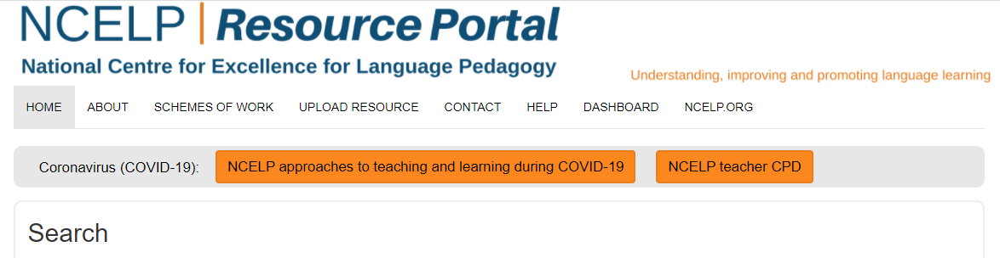 NCELP | Resource Portal
National Centre for Excellence for Language Pedagogy
Understanding, improving and promoting language learning
HOME ABOUT SCHEMES OF WORK UPLOAD RESOURCE CONTACT HELP DASHBOARD NCELP.ORG
Coronavirus (COVID-19): NCELP approaches to teaching and learning during COVID-19 NCELP teacher CPD
Search